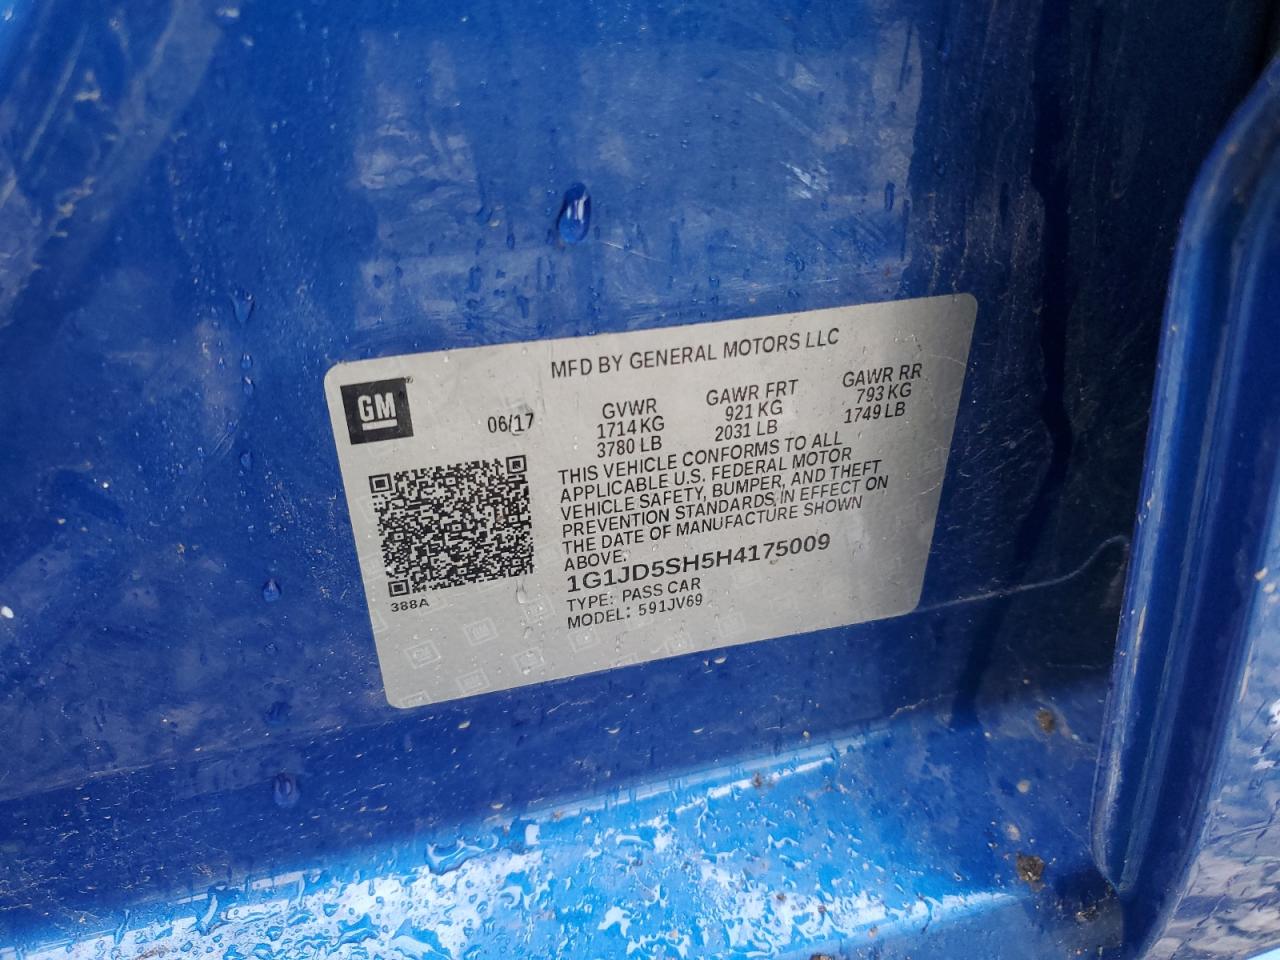 MFD BY GENERAL MOTORS LLC
GM
06/17
GVWR
1714 KG
3780 LB
GAWR FRT
921 KG
2031 LB
GAWR RR
793 KG
1749 LB
THIS VEHICLE CONFORMS TO ALL
APPLICABLE U.S. FEDERAL MOTOR
VEHICLE SAFETY, BUMPER, AND THEFT
PREVENTION STANDARDS IN EFFECT ON
THE DATE OF MANUFACTURE SHOWN
ABOVE.
1G1JD5SH5H4175009
TYPE: PASS CAR
MODEL: 591JV69
388A